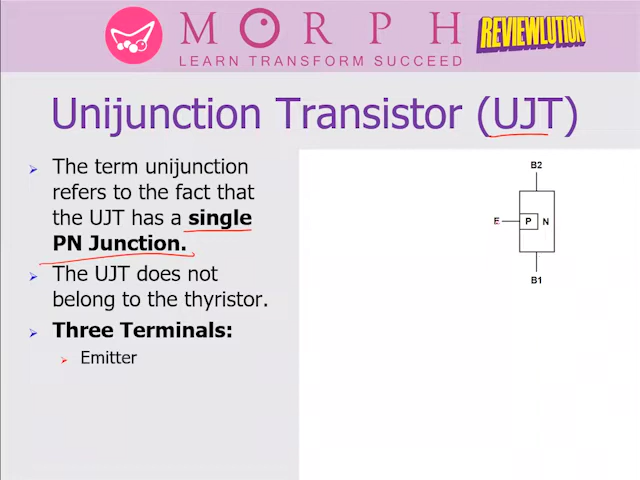 MORPH
LEARN TRANSFORM SUCCEED
REVIEWLUTION
Unijunction Transistor (UJT)
The term unijunction
refers to the fact that
the UJT has a single
PN Junction.
The UJT does not
belong to the thyristor.
Three Terminals:
Emitter
B2
E P N
B1